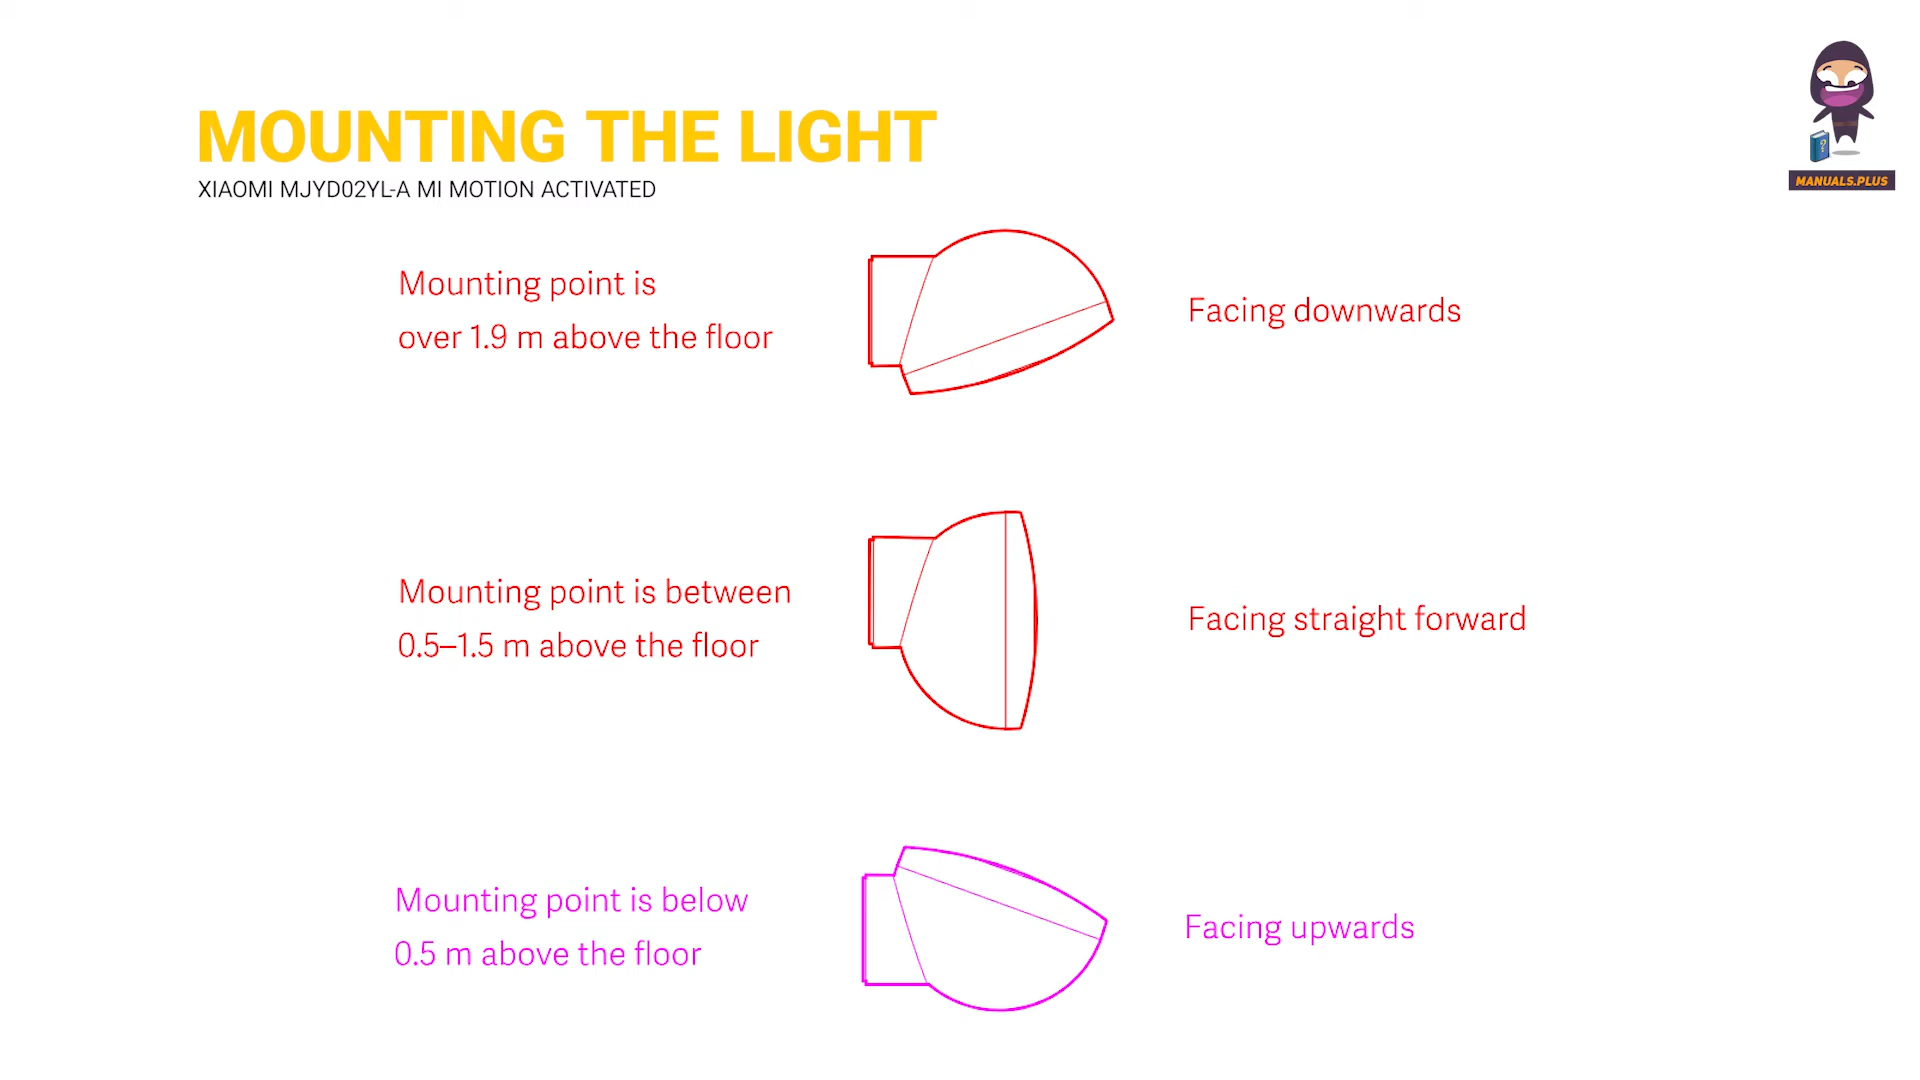 MOUNTING THE LIGHT
XIAOMI MJYD02YL-A MI MOTION ACTIVATED
?
MANUALS.PLUS
Mounting point is
over 1.9 m above the floor
Facing downwards
Mounting point is between
0.5–1.5 m above the floor
Facing straight forward
Mounting point is below
0.5 m above the floor
Facing upwards